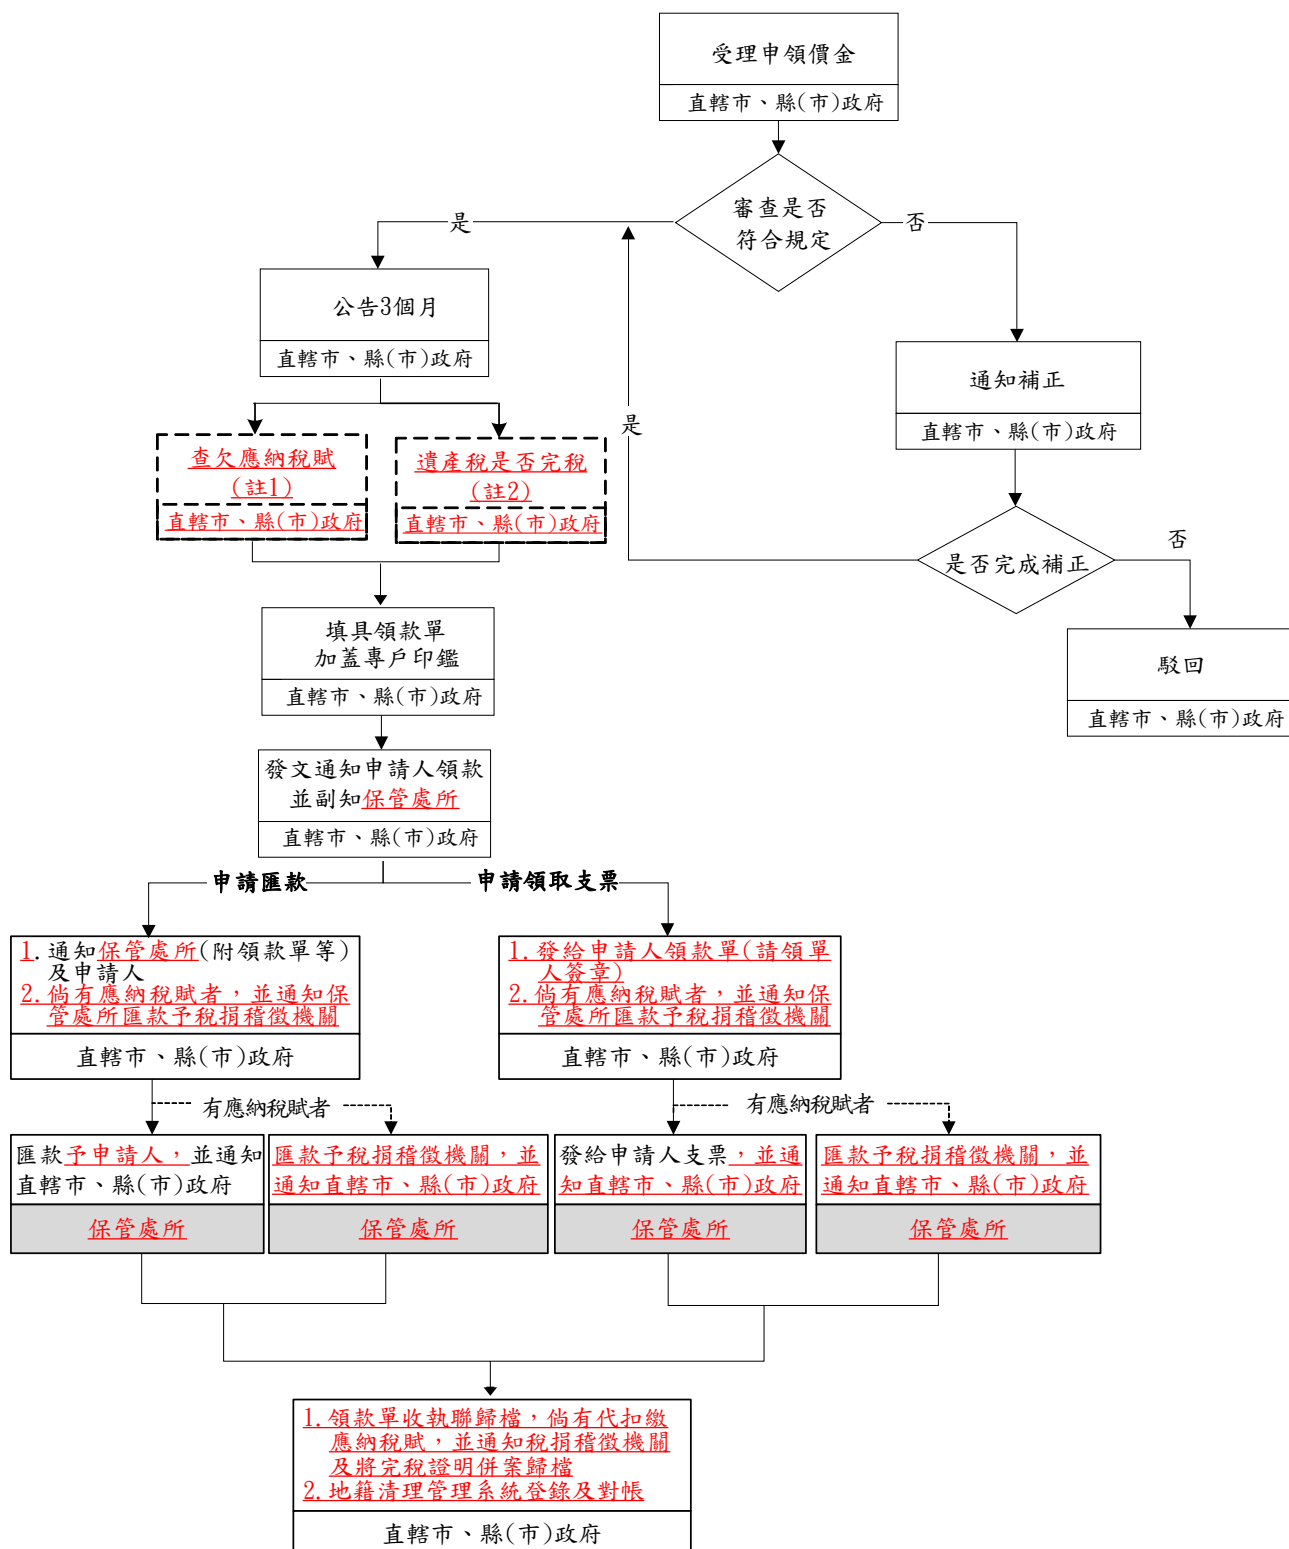 受理申領價金
直轄市、縣(市)政府
審查是否
符合規定
是
否
公告3個月
直轄市、縣(市)政府
通知補正
直轄市、縣(市)政府
是
查欠應納稅賦
(註1)
直轄市、縣(市)政府
遺產稅是否完稅
(註2)
直轄市、縣(市)政府
是否完成補正
否
填具領款單
加蓋專戶印鑑
直轄市、縣(市)政府
駁回
直轄市、縣(市)政府
發文通知申請人領款
並副知保管處所
直轄市、縣(市)政府
申請匯款
申請領取支票
1. 通知保管處所(附領款單等)
及申請人
2. 倘有應納稅賦者，並通知保
管處所匯款予稅捐稽徵機關
直轄市、縣(市)政府
1. 發給申請人領款單(請領單
人簽章)
2. 倘有應納稅賦者，並通知保
管處所匯款予稅捐稽徵機關
直轄市、縣(市)政府
有應納稅賦者
有應納稅賦者
匯款予申請人，並通知
直轄市、縣(市)政府
保管處所
匯款予稅捐稽徵機關，並
通知直轄市、縣(市)政府
保管處所
發給申請人支票，並通
知直轄市、縣(市)政府
保管處所
匯款予稅捐稽徵機關，並
通知直轄市、縣(市)政府
保管處所
1. 領款單收執聯歸檔，倘有代扣繳
應納稅賦，並通知稅捐稽徵機關
及將完稅證明併案歸檔
2. 地籍清理管理系統登錄及對帳
直轄市、縣(市)政府